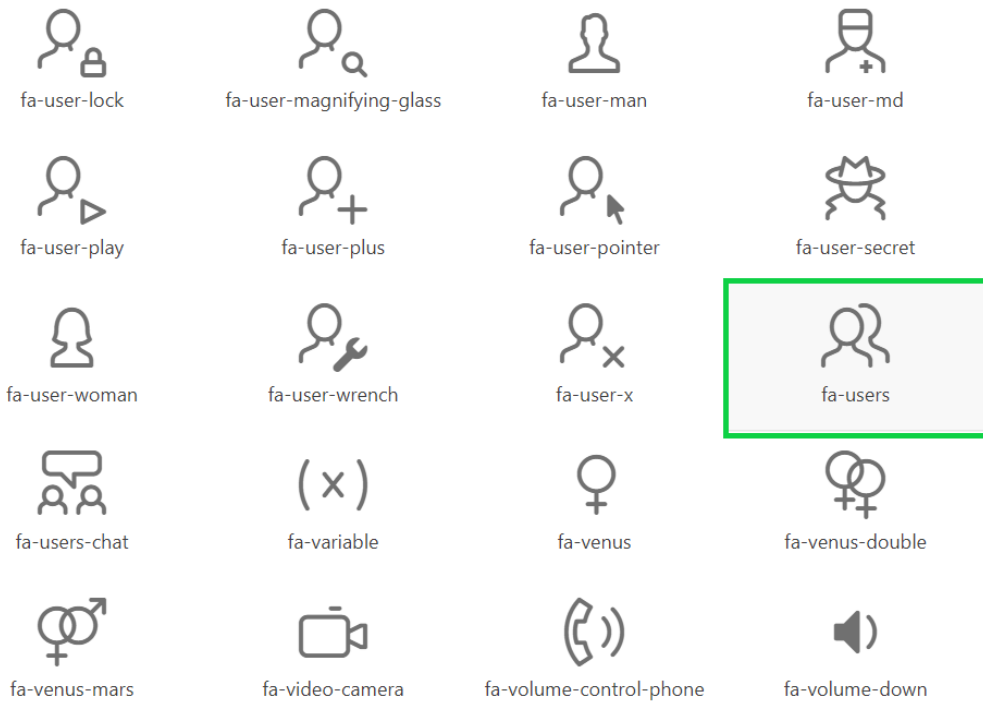 fa-user-lock
fa-user-magnifying-glass
fa-user-man
fa-user-md
fa-user-play
fa-user-plus
fa-user-pointer
fa-user-secret
fa-user-woman
fa-user-wrench
fa-user-x
fa-users
fa-users-chat
(x)
fa-variable
fa-venus
fa-venus-double
fa-venus-mars
fa-video-camera
fa-volume-control-phone
fa-volume-down